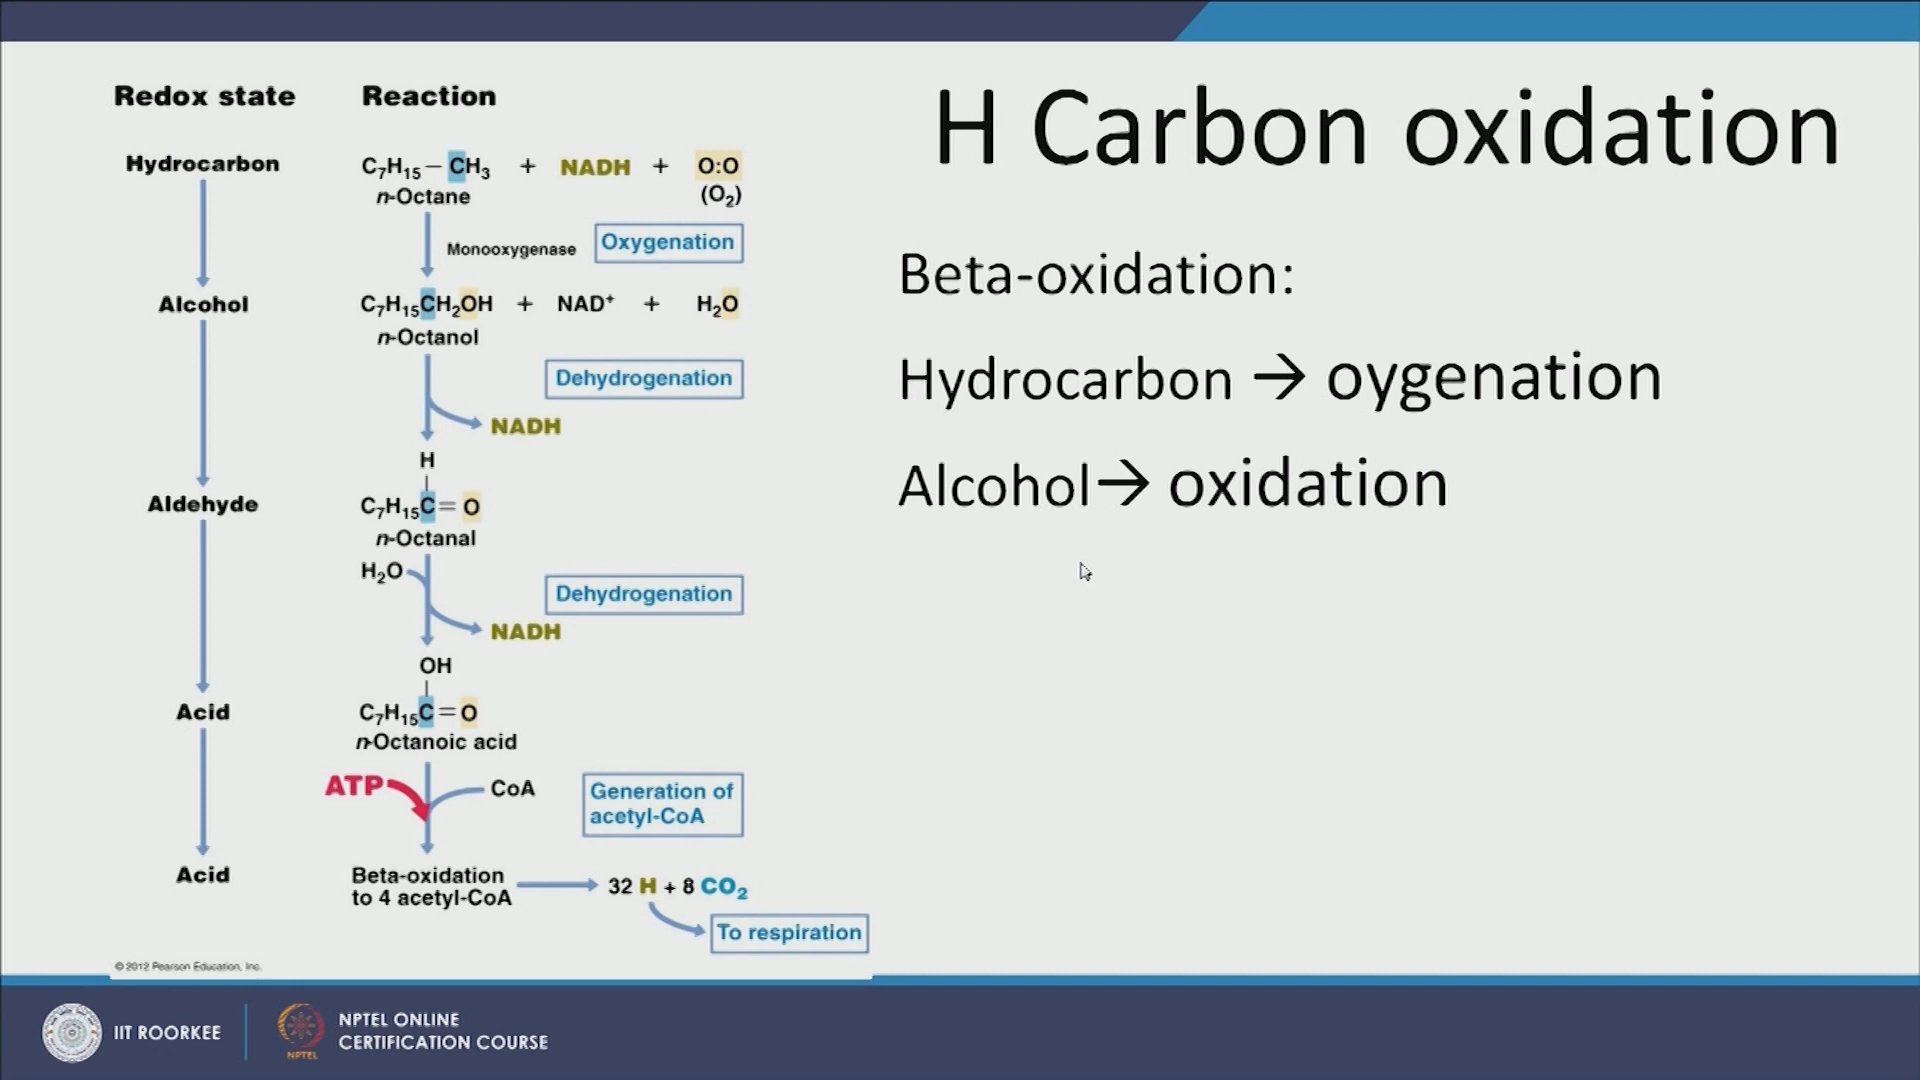 Redox state Reaction
Hydrocarbon
C₇H₁₅ — CH₃ + NADH + O:O
n-Octane (O₂)
Monooxygenase Oxygenation
Alcohol
C₇H₁₅CH₂OH + NAD⁺ + H₂O
n-Octanol
Dehydrogenation
NADH
H
Aldehyde
C₇H₁₅C=O
n-Octanal
H₂O
Dehydrogenation
NADH
OH
Acid
C₇H₁₅C=O
n-Octanoic acid
ATP CoA
Generation of
acetyl-CoA
Acid
Beta-oxidation
to 4 acetyl-CoA
32 H + 8 CO₂
To respiration
© 2012 Pearson Education, Inc.
H Carbon oxidation
Beta-oxidation:
Hydrocarbon → oygenation
Alcohol→ oxidation
IIT ROORKEE
NPTEL
NPTEL ONLINE
CERTIFICATION COURSE